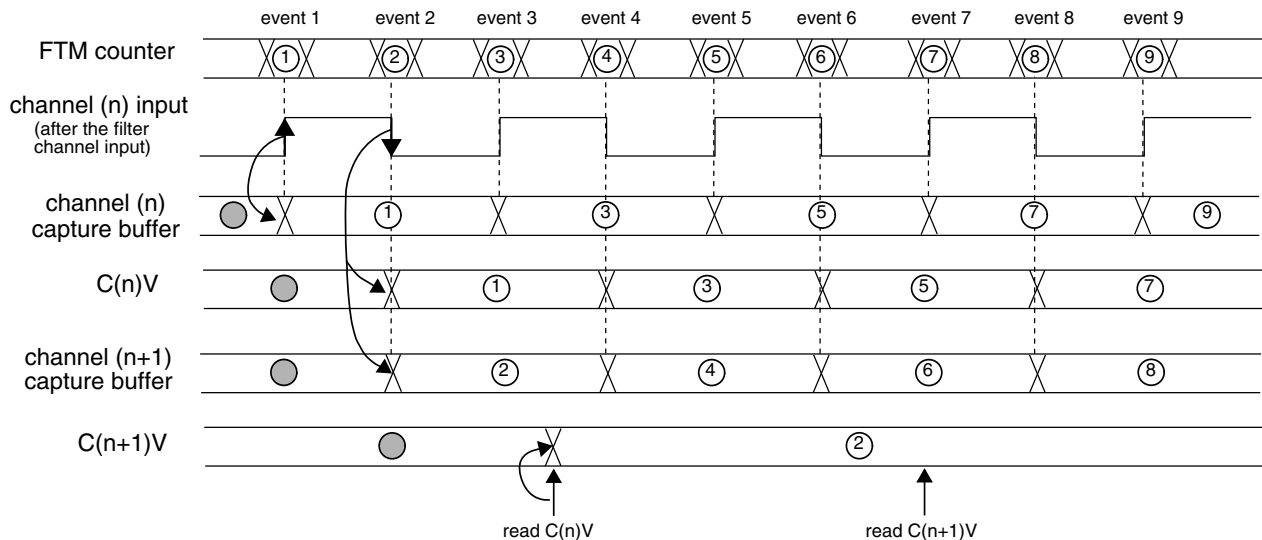 event 1 event 2 event 3 event 4 event 5 event 6 event 7 event 8 event 9
FTM counter
1 2 3 4 5 6 7 8 9
channel (n) input
(after the filter
channel input)
channel (n)
capture buffer
1 3 5 7 9
C(n)V
1 3 5 7
channel (n+1)
capture buffer
2 4 6 8
C(n+1)V
2
read C(n)V read C(n+1)V